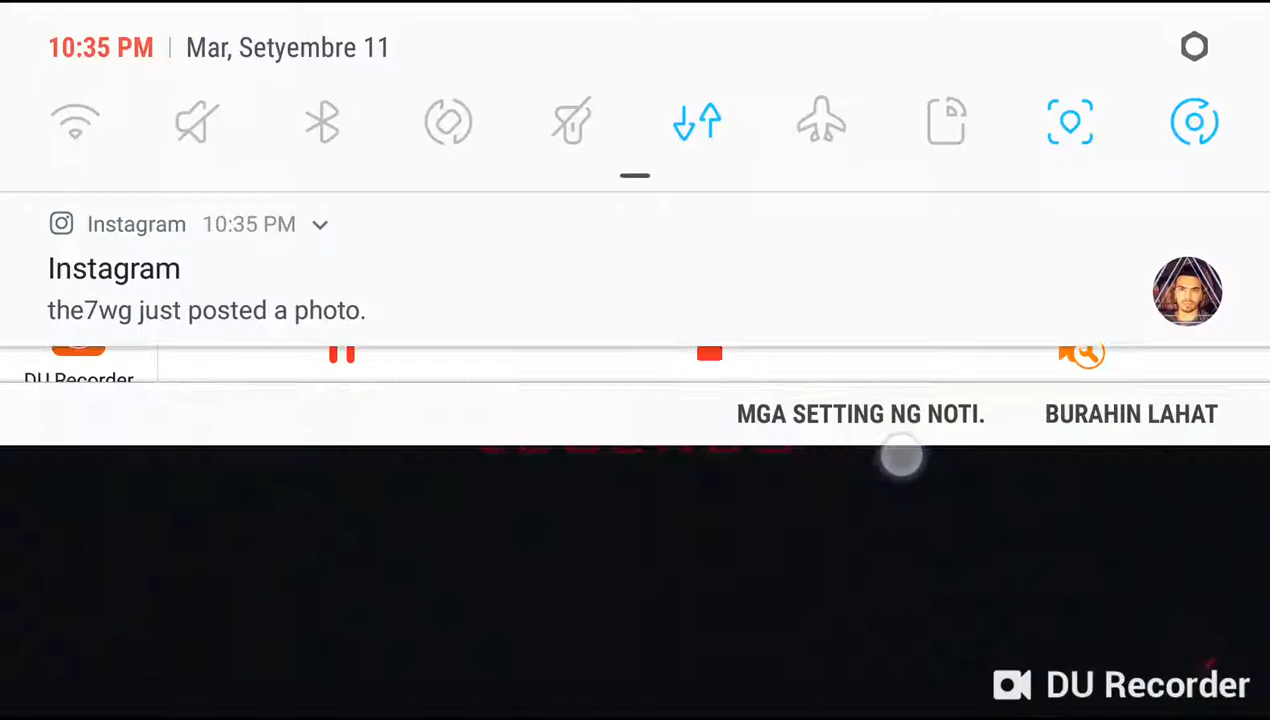 10:35 PM | Mar, Setyembre 11
Instagram 10:35 PM
Instagram
the7wg just posted a photo.
DU Recorder
MGA SETTING NG NOTI. BURAHIN LAHAT
DU Recorder